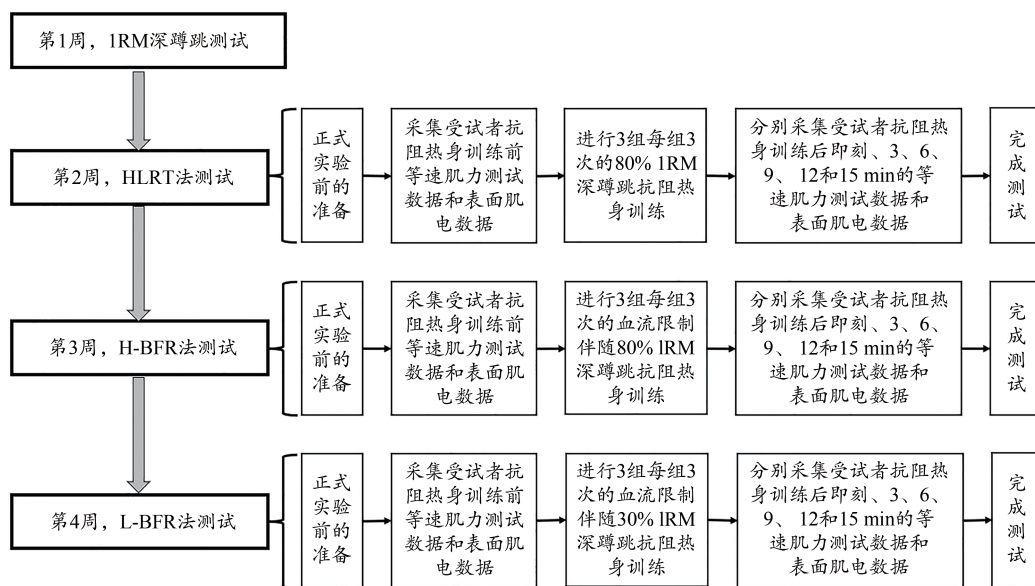 第1周，1RM深蹲跳测试
第2周，HLRT法测试
正式
实验
前的
准备
采集受试者抗
阻热身训练前
等速肌力测试
数据和表面肌
电数据
进行3组每组3
次的80% 1RM
深蹲跳抗阻热
身训练
分别采集受试者抗阻热
身训练后即刻、3、6、
9、 12和15 min的等
速肌力测试数据和
表面肌电数据
完
成
测
试
第3周，H-BFR法测试
正式
实验
前的
准备
采集受试者抗
阻热身训练前
等速肌力测试
数据和表面肌
电数据
进行3组每组3
次的血流限制
伴随80% lRM
深蹲跳抗阻热
身训练
分别采集受试者抗阻热
身训练后即刻、3、6、
9、 12和15 min的等
速肌力测试数据和
表面肌电数据
完
成
测
试
第4周，L-BFR法测试
正式
实验
前的
准备
采集受试者抗
阻热身训练前
等速肌力测试
数据和表面肌
电数据
进行3组每组3
次的血流限制
伴随30% lRM
深蹲跳抗阻热
身训练
分别采集受试者抗阻热
身训练后即刻、3、6、
9、 12和15 min的等
速肌力测试数据和
表面肌电数据
完
成
测
试